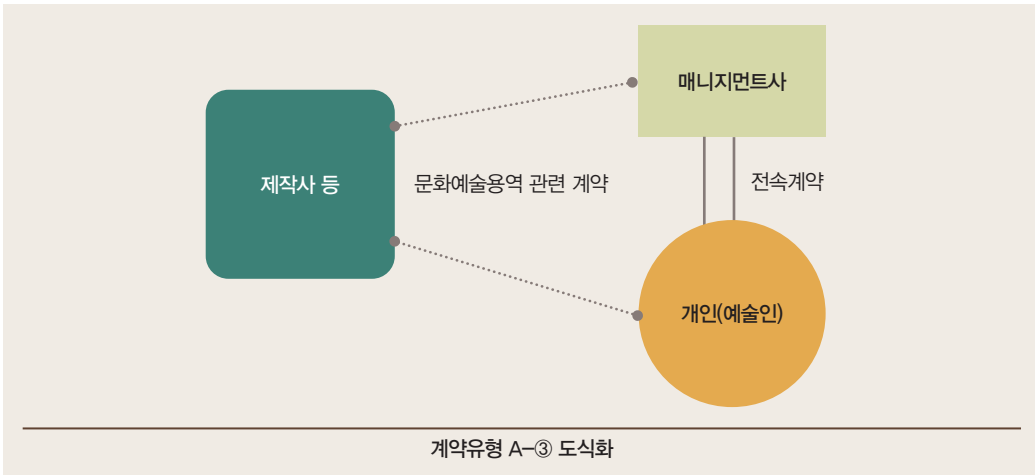 매니지먼트사
제작사 등
문화예술용역 관련 계약
전속계약
개인(예술인)
계약유형 A-③ 도식화